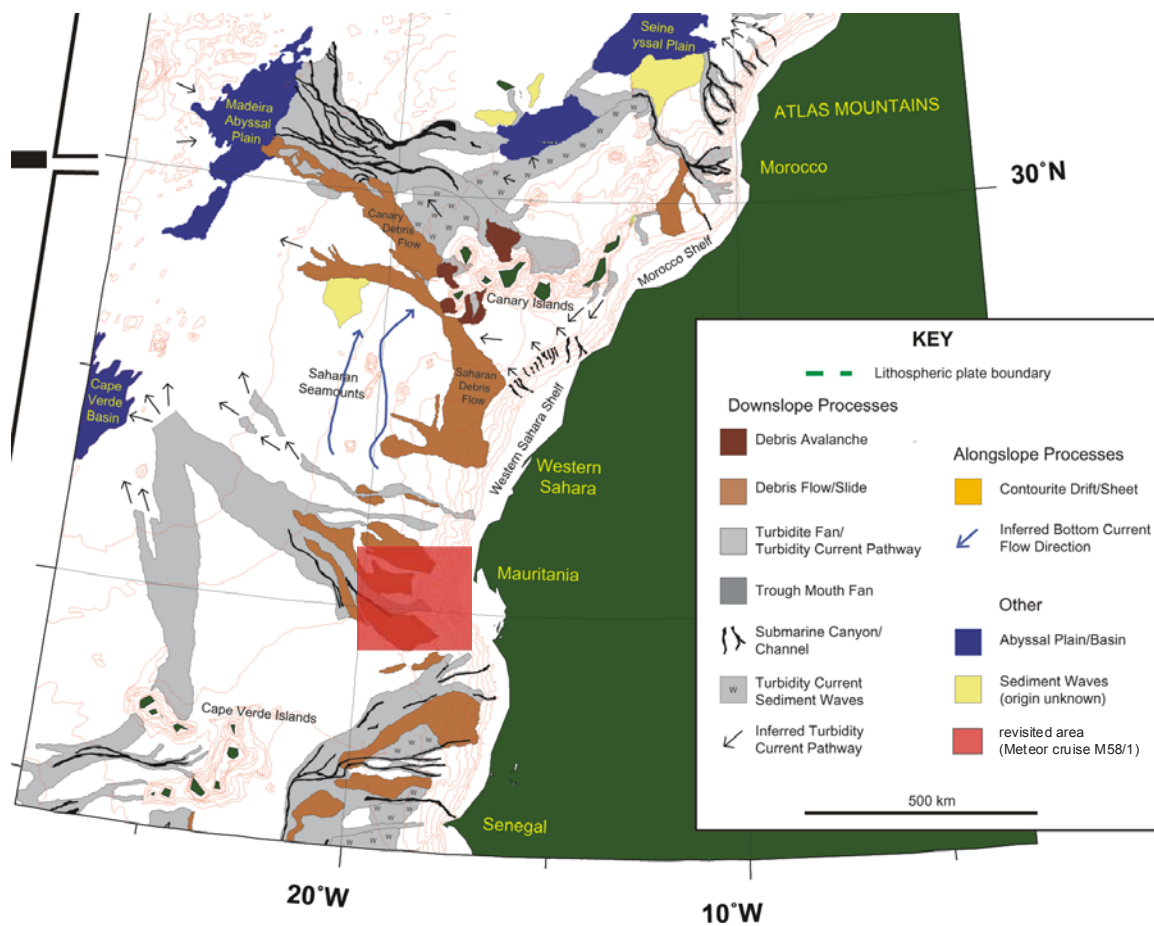 Seine
yssal Plain
Madeira
Abyssal
Plain
ATLAS MOUNTAINS
Morocco
30°N
Canary
Debris
Flow
Morocco Shelf
Canary Islands
Saharan
Seamounts
Saharan
Debris
Flow
Cape
Verde
Basin
Western Sahara Shelf
Western
Sahara
Mauritania
Cape Verde Islands
Senegal
20°W
10°W
w w w w w w w w w w w w
w w w w w w w w w w
KEY
Lithospheric plate boundary
Downslope Processes
Debris Avalanche
Debris Flow/Slide
Turbidite Fan/
Turbidity Current Pathway
Trough Mouth Fan
Submarine Canyon/
Channel
w
Turbidity Current
Sediment Waves
Inferred Turbidity
Current Pathway
Alongslope Processes
Contourite Drift/Sheet
Inferred Bottom Current
Flow Direction
Other
Abyssal Plain/Basin
Sediment Waves
(origin unknown)
revisited area
(Meteor cruise M58/1)
500 km